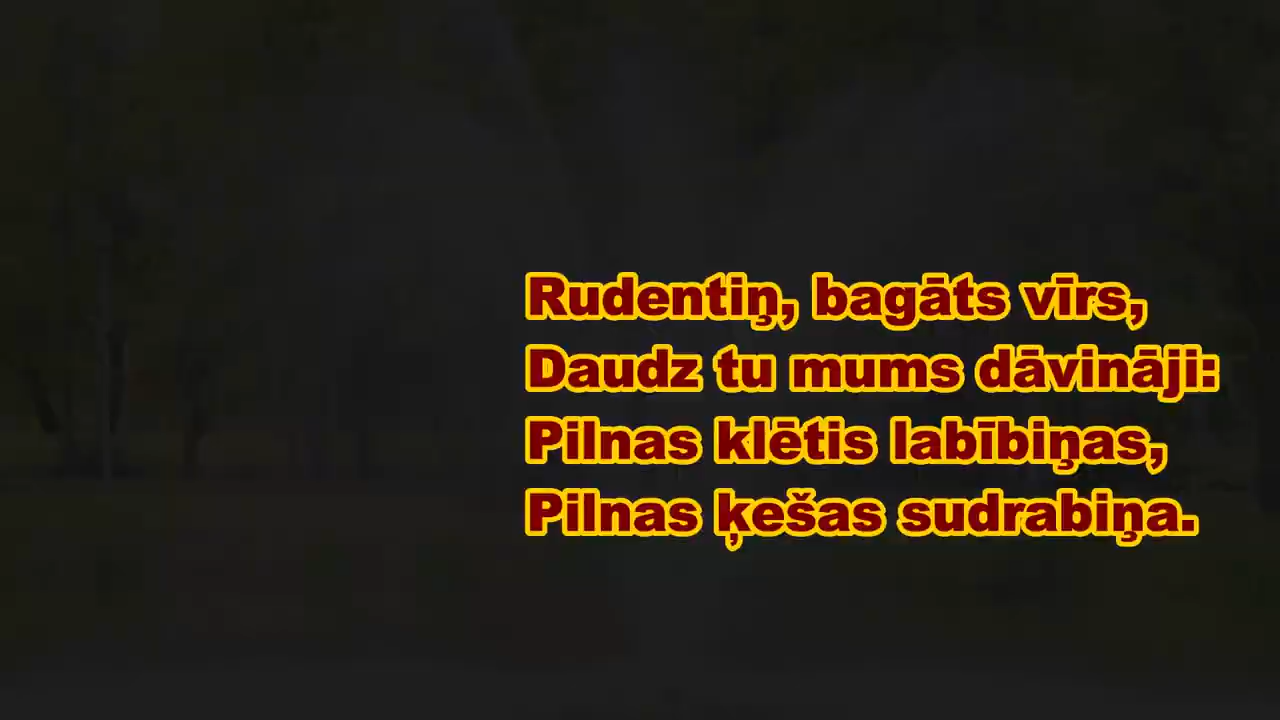 Rudentiņ, bagāts vīrs,
Daudz tu mums dāvināji:
Pilnas klētis labībiņas,
Pilnas ķešas sudrabiņa.